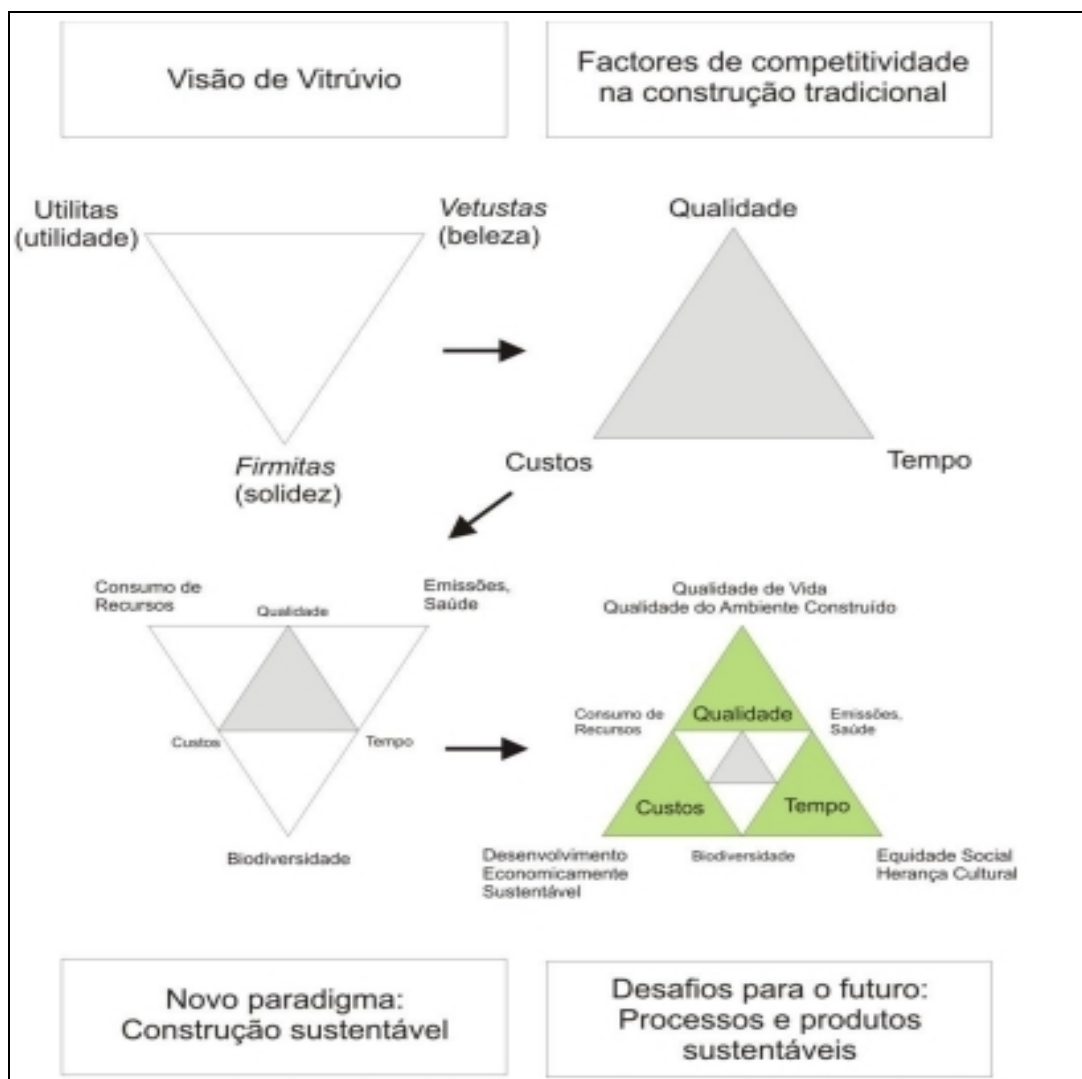 Visão de Vitrúvio
Factores de competitividade
na construção tradicional
Utilitas
(utilidade)
Vetustas
(beleza)
Firmitas
(solidez)
Qualidade
Custos
Tempo
Consumo de
Recursos
Qualidade
Emissões,
Saúde
Custos
Tempo
Biodiversidade
Qualidade de Vida
Qualidade do Ambiente Construído
Consumo de
Recursos
Qualidade
Emissões,
Saúde
Custos
Tempo
Desenvolvimento
Economicamente
Sustentável
Biodiversidade
Equidade Social
Herança Cultural
Novo paradigma:
Construção sustentável
Desafios para o futuro:
Processos e produtos
sustentáveis